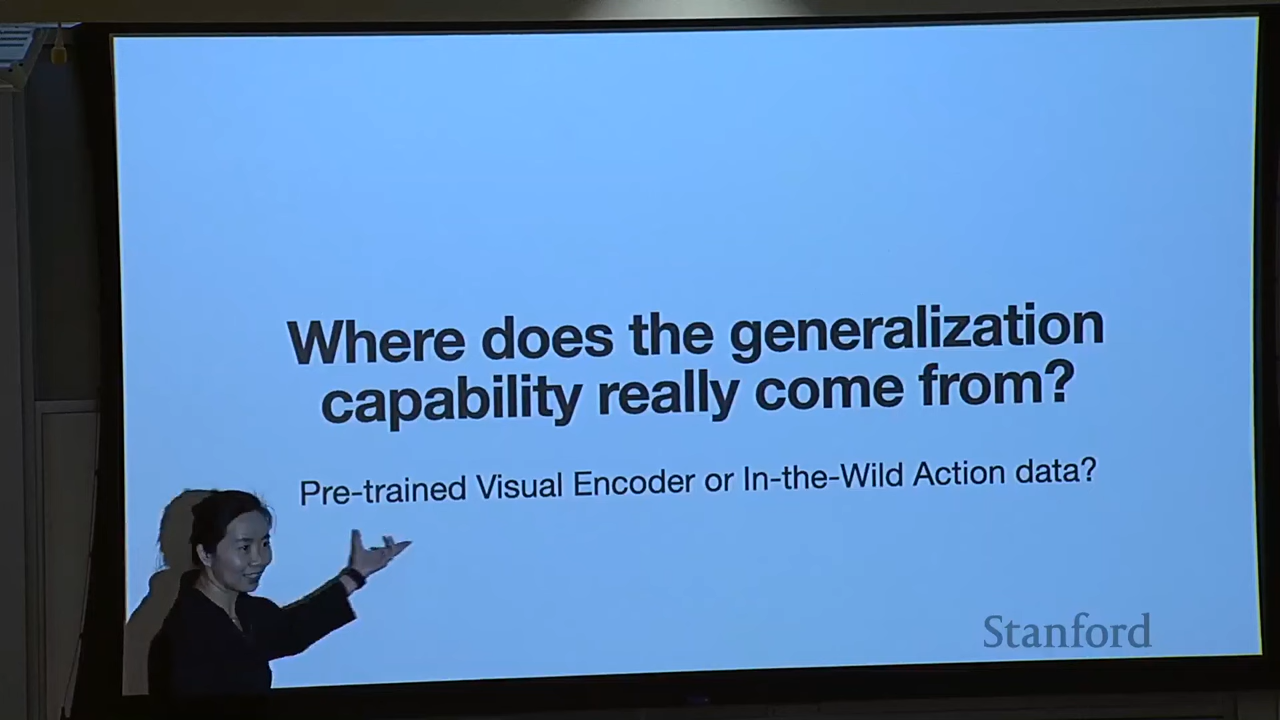 Where does the generalization
capability really come from?
Pre-trained Visual Encoder or In-the-Wild Action data?
Stanford